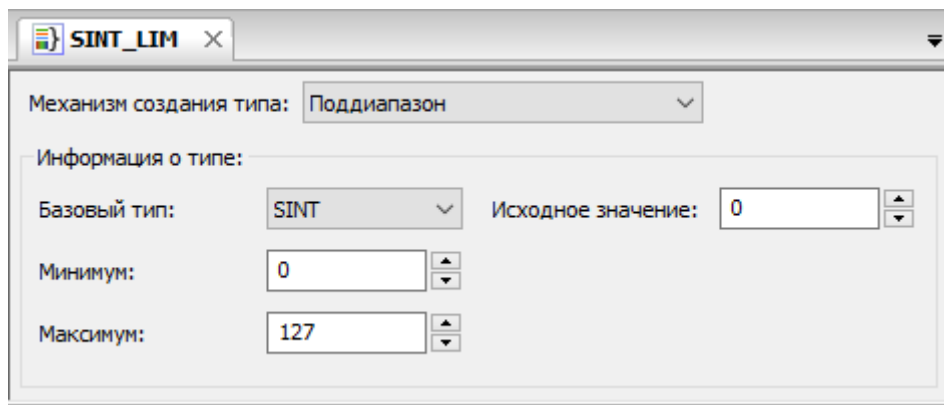 SINT_LIM
Механизм создания типа: Поддиапазон
Информация о типе:
Базовый тип: SINT Исходное значение: 0
Минимум: 0
Максимум: 127